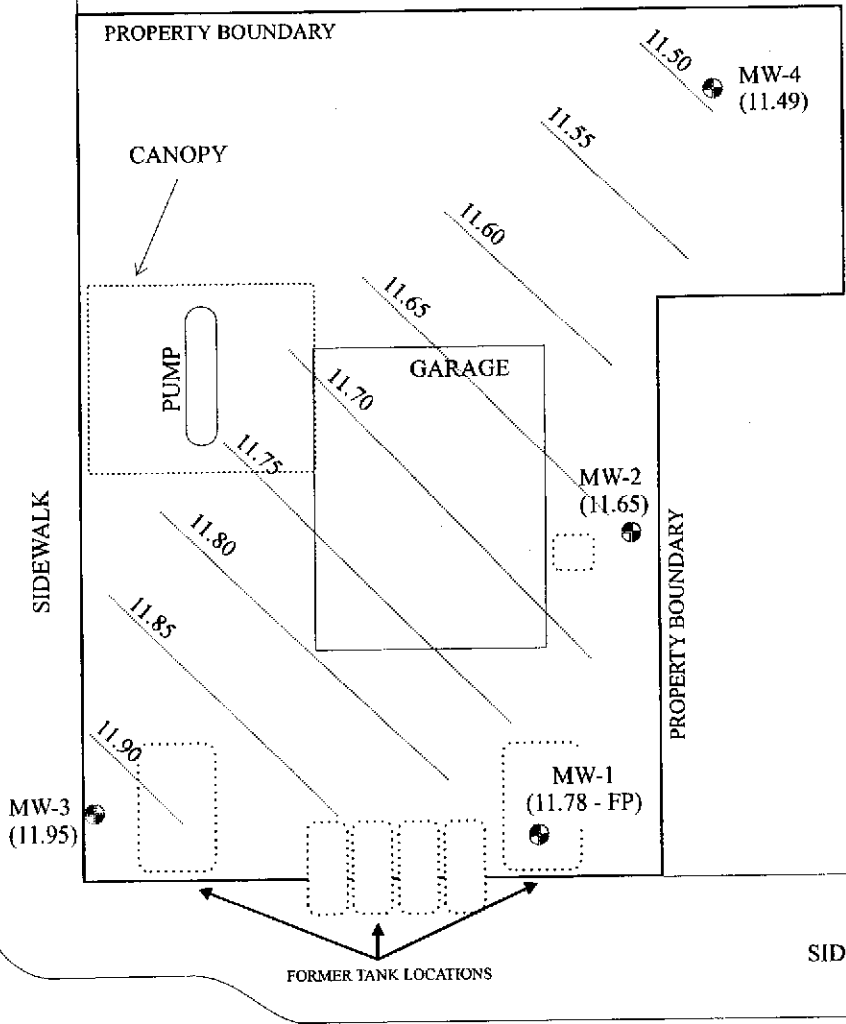 PROPERTY BOUNDARY
11.50
MW-4
(11.49)
11.55
CANOPY
11.60
11.65
PUMP
GARAGE
11.70
11.75
MW-2
(11.65)
SIDEWALK
11.80
PROPERTY BOUNDARY
11.85
11.90
MW-3
(11.95)
MW-1
(11.78 - FP)
FORMER TANK LOCATIONS
SID